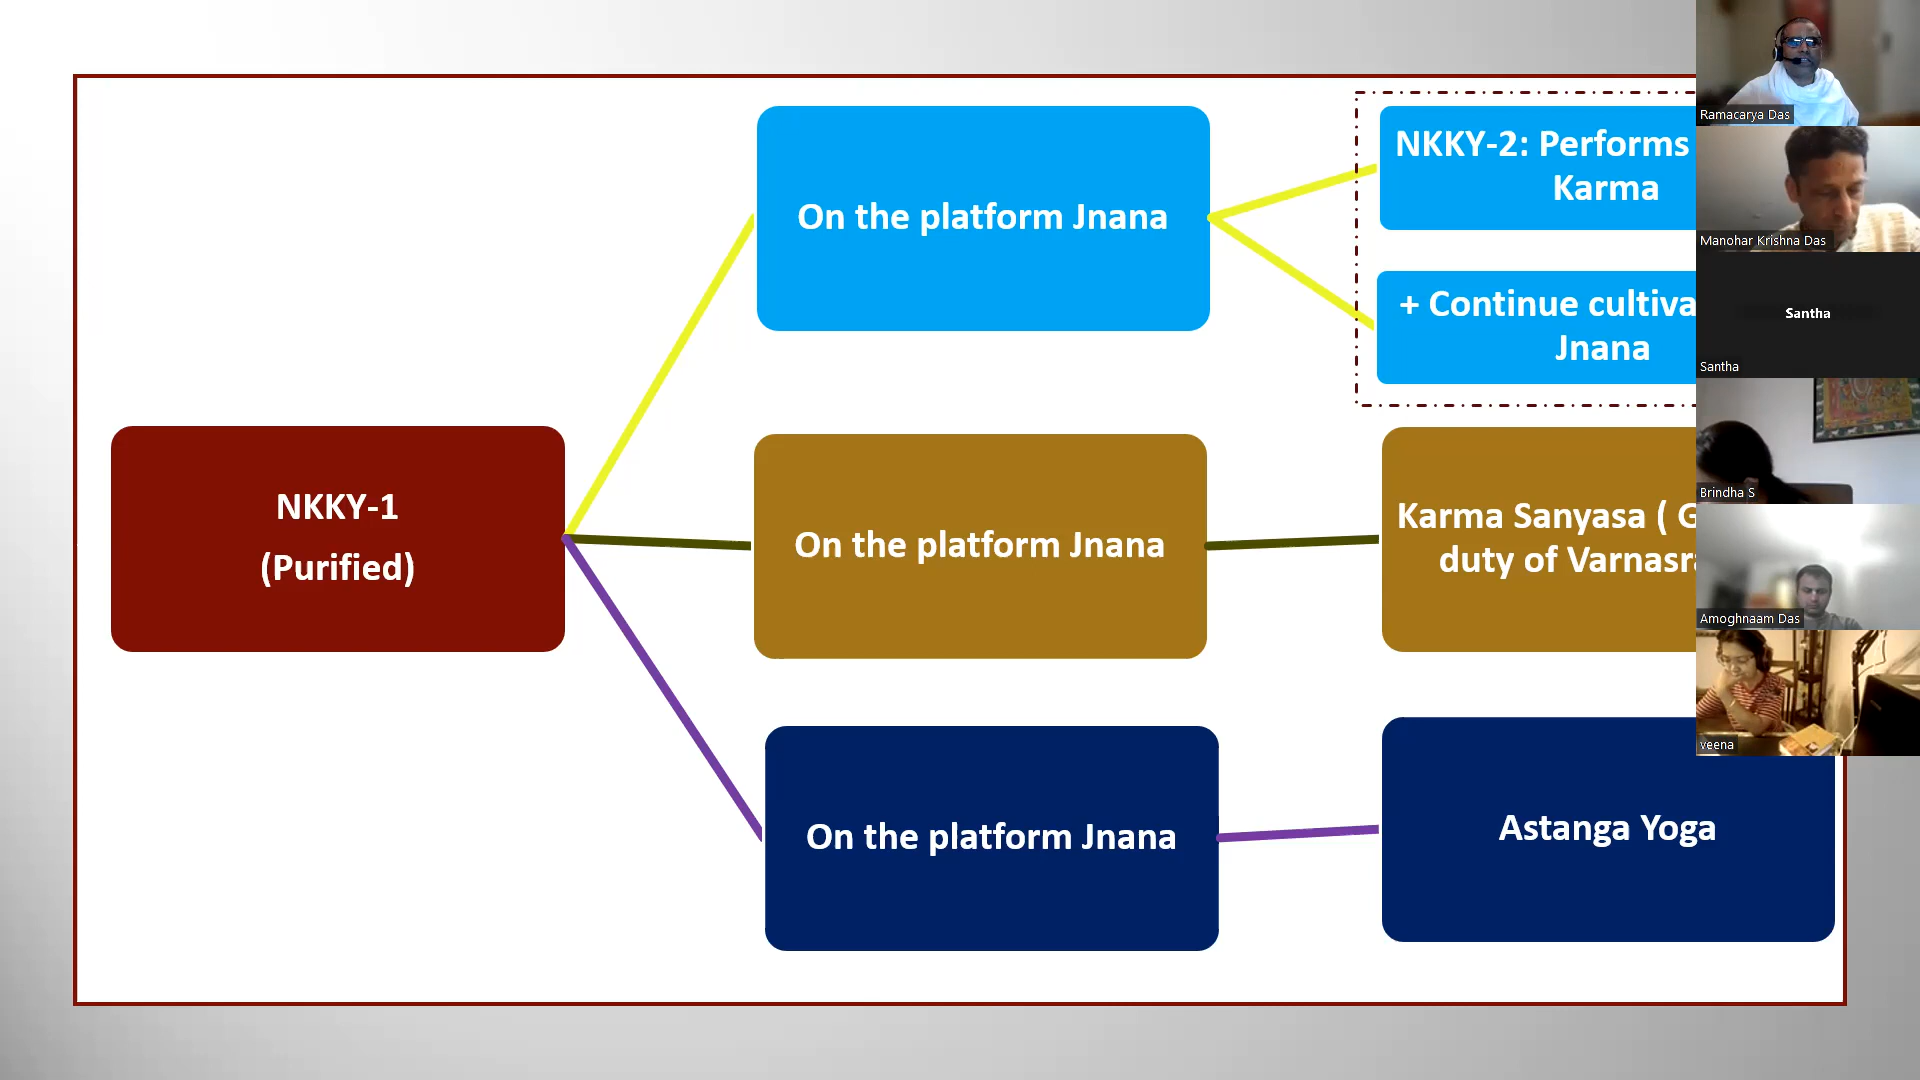 On the platform Jnana
NKKY-2: Performs
Karma
+ Continue
Jnana
NKKY-1
(Purified)
On the platform Jnana
Karma Sanyasa (
duty of
On the platform Jnana
Astanga Yoga
Ramacarya Das
Manohar Krishna Das
Santha
Santha
Brindha S
Amoghnaam Das
veena